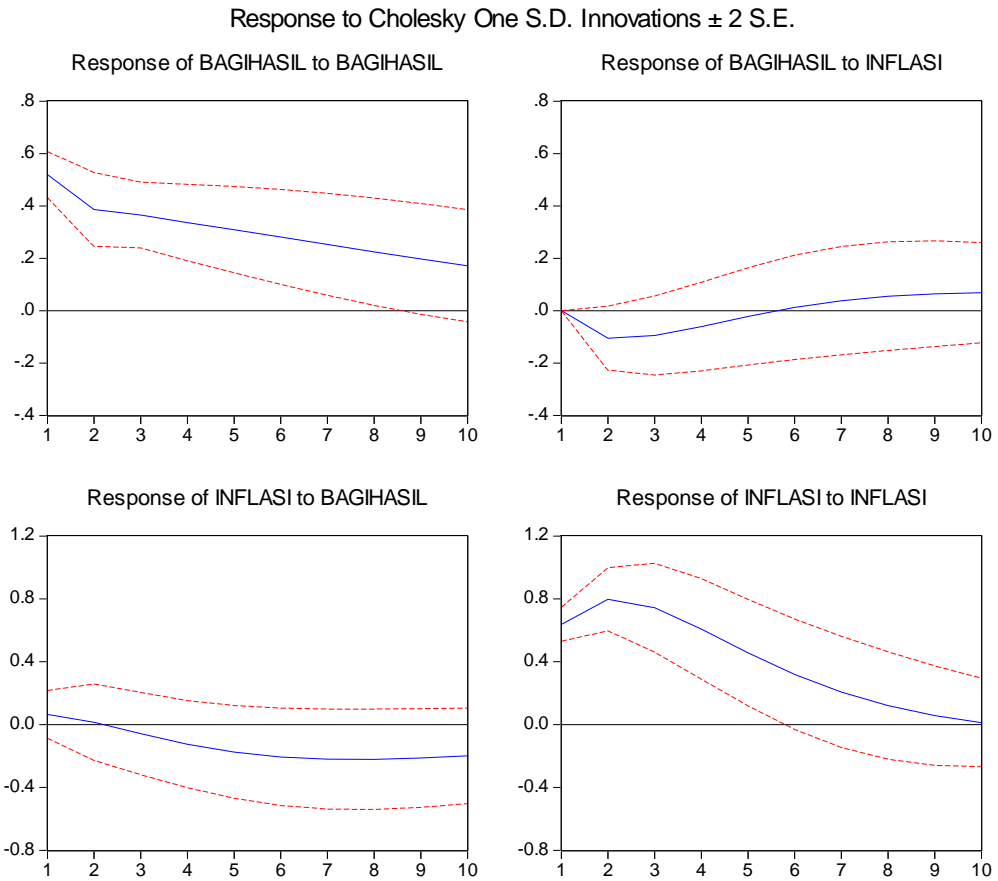 Response to Cholesky One S.D. Innovations ± 2 S.E.
Response of BAGIHASIL to BAGIHASIL
.8
.6
.4
.2
.0
-.2
-.4
1 2 3 4 5 6 7 8 9 10
Response of BAGIHASIL to INFLASI
.8
.6
.4
.2
.0
-.2
-.4
1 2 3 4 5 6 7 8 9 10
Response of INFLASI to BAGIHASIL
1.2
0.8
0.4
0.0
-0.4
-0.8
1 2 3 4 5 6 7 8 9 10
Response of INFLASI to INFLASI
1.2
0.8
0.4
0.0
-0.4
-0.8
1 2 3 4 5 6 7 8 9 10